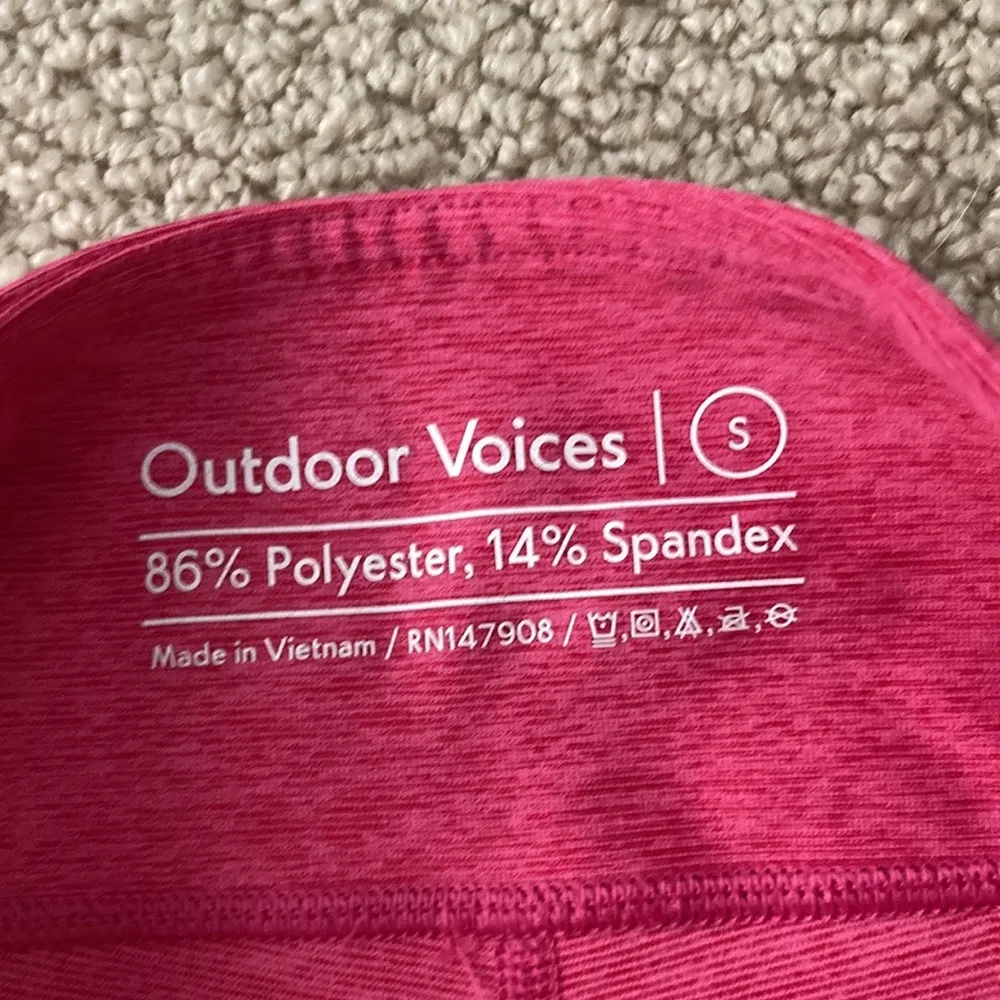 Outdoor Voices | S
86% Polyester, 14% Spandex
Made in Vietnam / RN147908 /